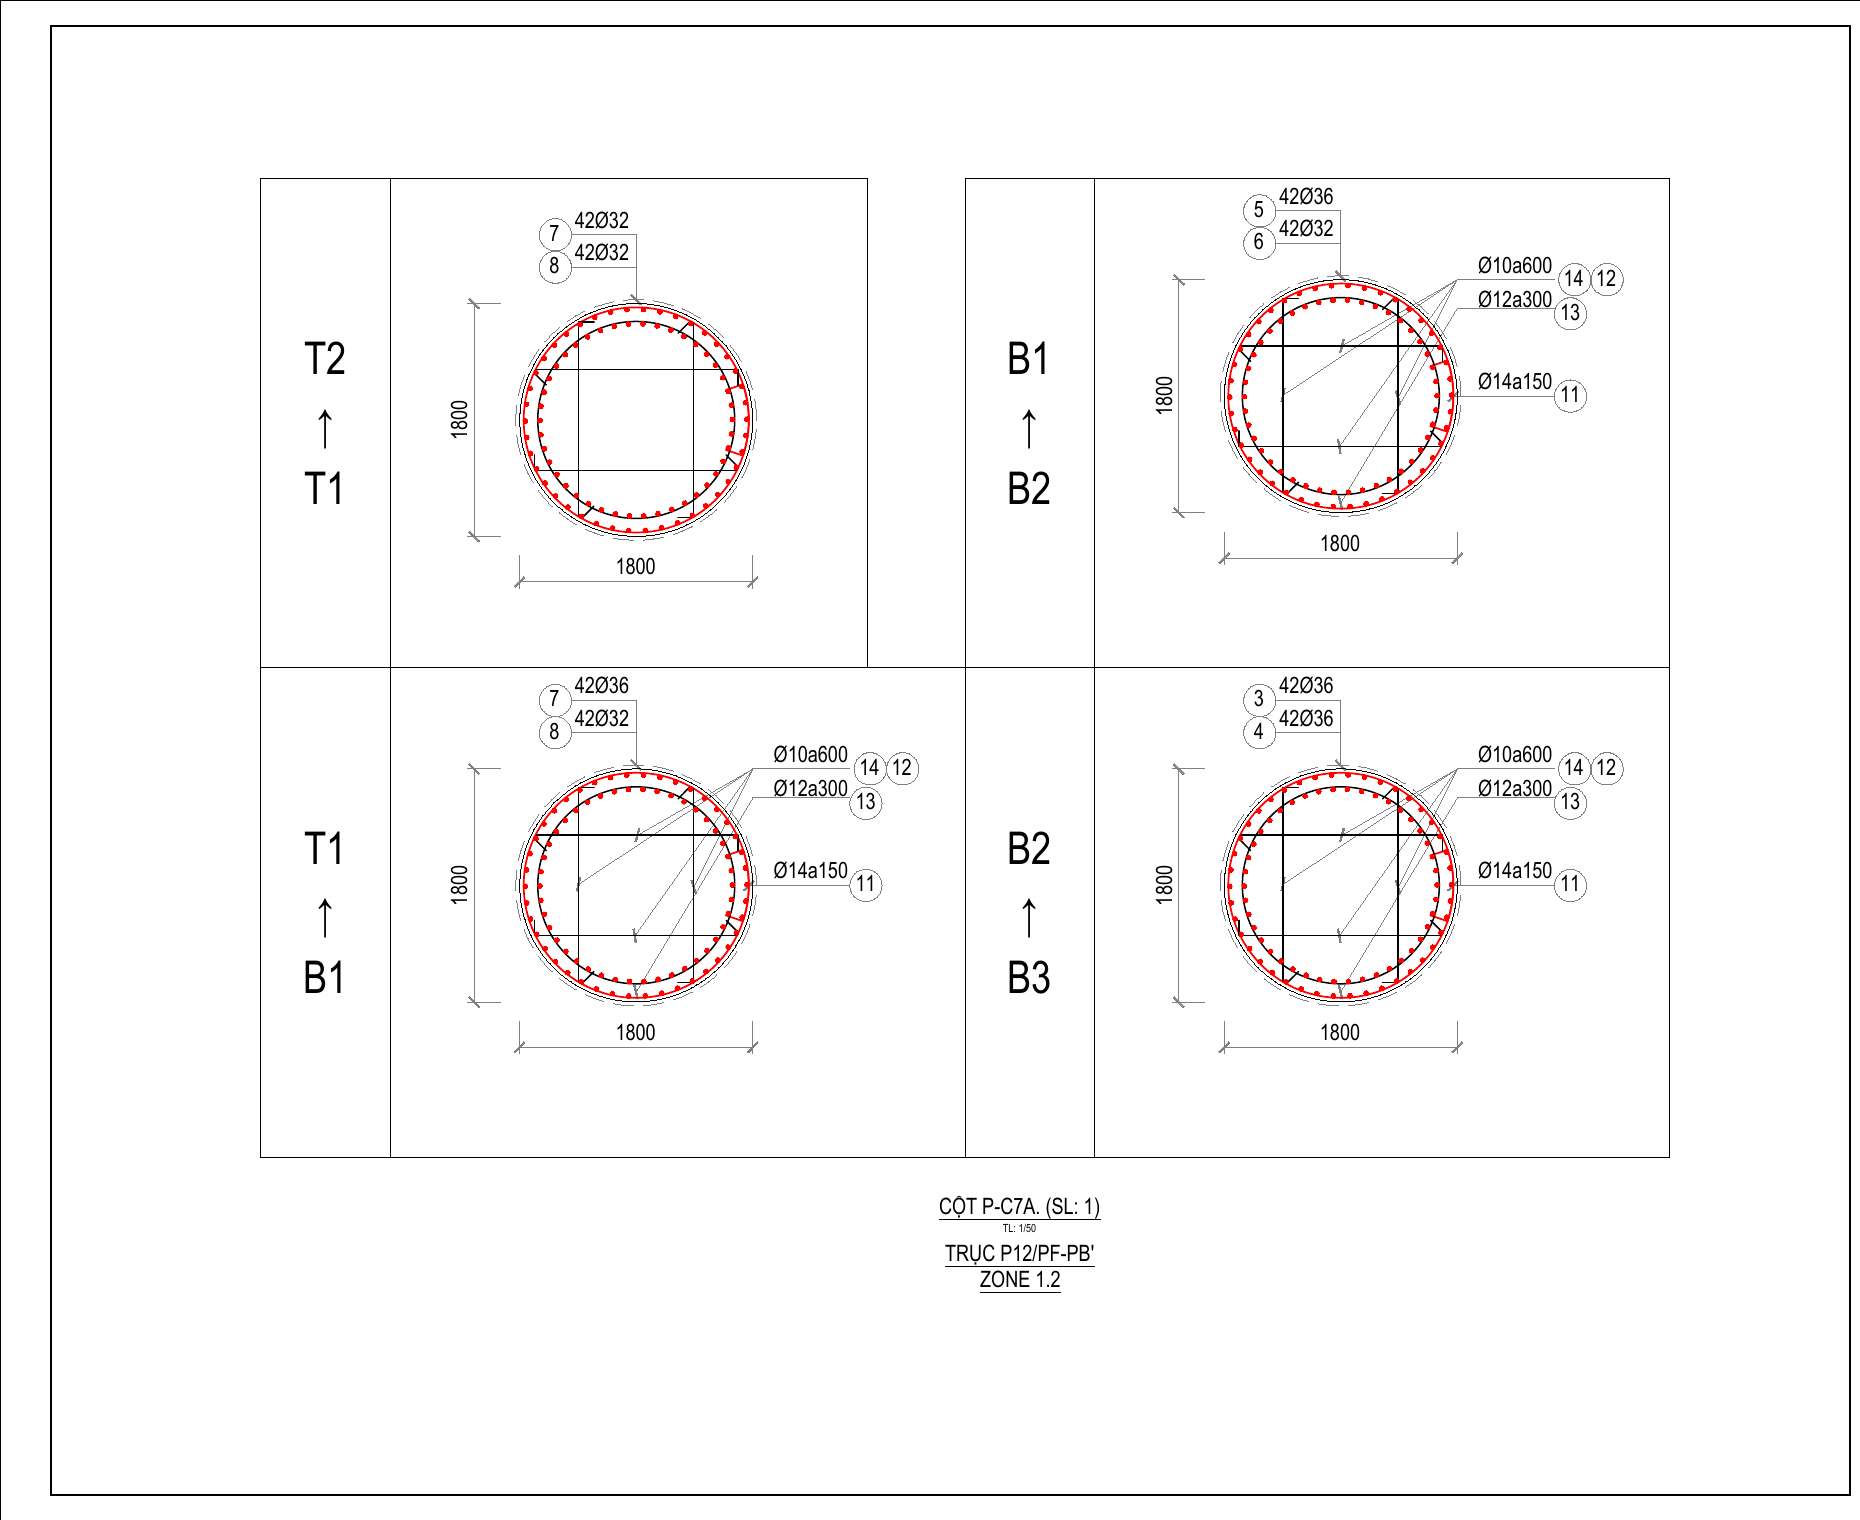 T2
↑
T1
7 42Ø32
8 42Ø32
1800
1800
B1
↑
B2
5 42Ø36
6 42Ø32
Ø10a600 14 12
Ø12a300 13
Ø14a150 11
1800
1800
T1
↑
B1
7 42Ø36
8 42Ø32
Ø10a600 14 12
Ø12a300 13
Ø14a150 11
1800
1800
B2
↑
B3
3 42Ø36
4 42Ø36
Ø10a600 14 12
Ø12a300 13
Ø14a150 11
1800
1800
CỘT P-C7A. (SL: 1)
TL: 1/50
TRỤC P12/PF-PB'
ZONE 1.2